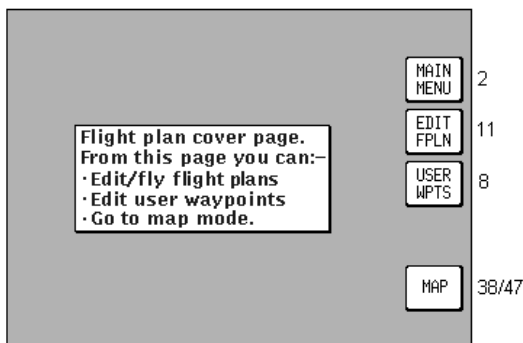 MAIN
MENU
2
EDIT
FPLN
11
Flight plan cover page.
From this page you can:–
·Edit/fly flight plans
·Edit user waypoints
·Go to map mode.
USER
WPTS
8
MAP
38/47